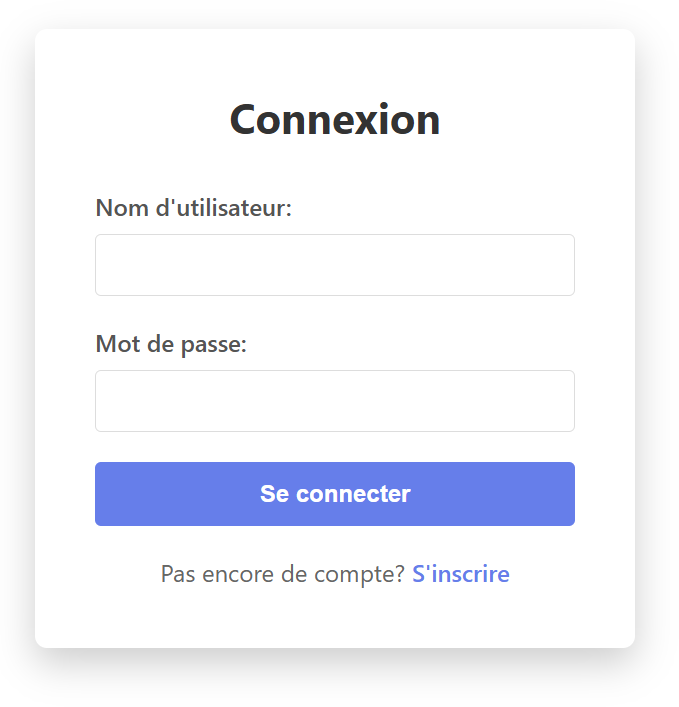 Connexion
Nom d'utilisateur:
Mot de passe:
Se connecter
Pas encore de compte? S'inscrire